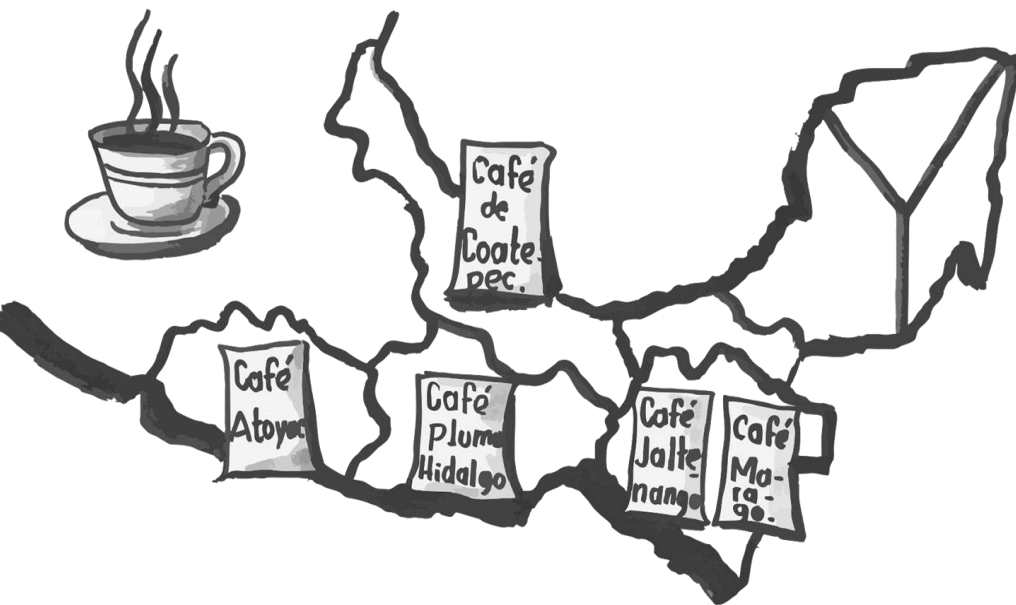 Café
de
Coate-
pec.
Café
Atoyac
Café
Pluma
Hidalgo
Café
Jalte-
nango
Café
Ma-
ra-
go.